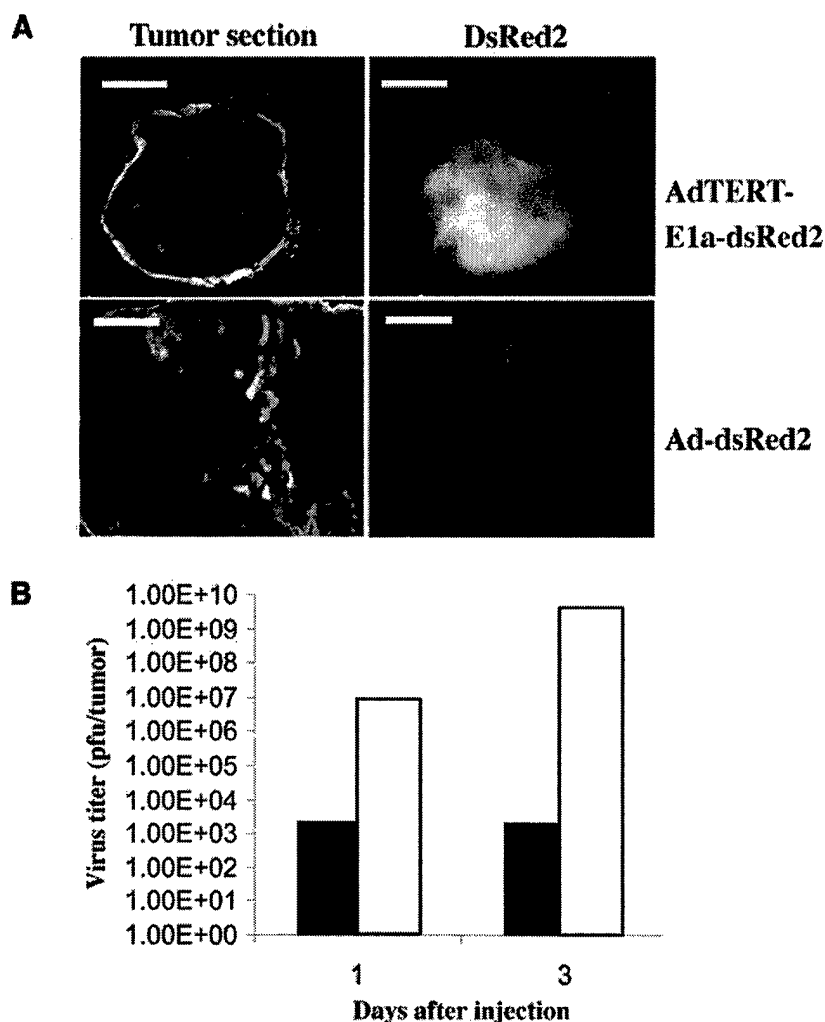 A
Tumor section
DsRed2
AdTERT-
E1a-dsRed2
Ad-dsRed2
B
Virus titer (pfu/tumor)
1.00E+10
1.00E+09
1.00E+08
1.00E+07
1.00E+06
1.00E+05
1.00E+04
1.00E+03
1.00E+02
1.00E+01
1.00E+00
1
3
Days after injection